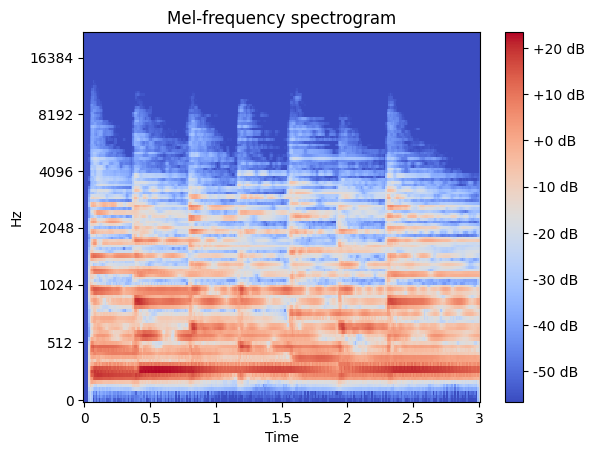 Mel-frequency spectrogram
Hz
16384
8192
4096
2048
1024
512
0
0
0.5
1
1.5
2
2.5
3
Time
+20 dB
+10 dB
+0 dB
-10 dB
-20 dB
-30 dB
-40 dB
-50 dB